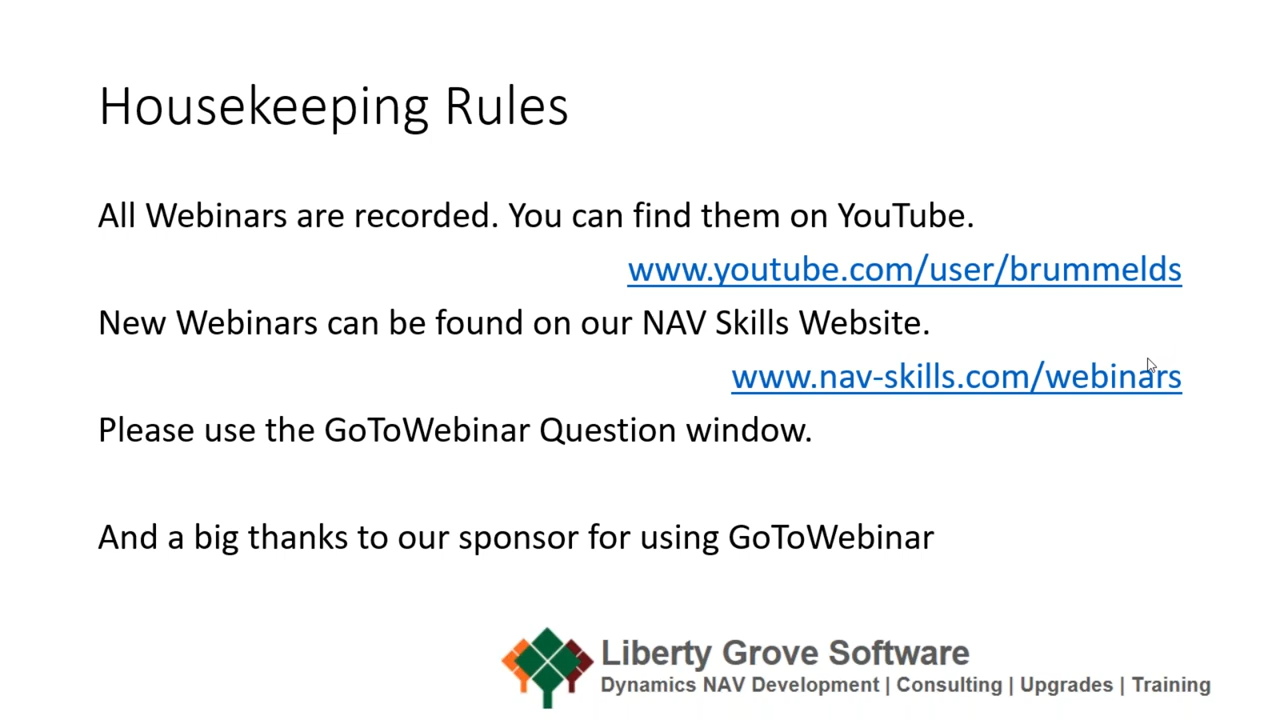 Housekeeping Rules
All Webinars are recorded. You can find them on YouTube.
www.youtube.com/user/brummelds
New Webinars can be found on our NAV Skills Website.
www.nav-skills.com/webinars
Please use the GoToWebinar Question window.
And a big thanks to our sponsor for using GoToWebinar
Liberty Grove Software
Dynamics NAV Development | Consulting | Upgrades | Training